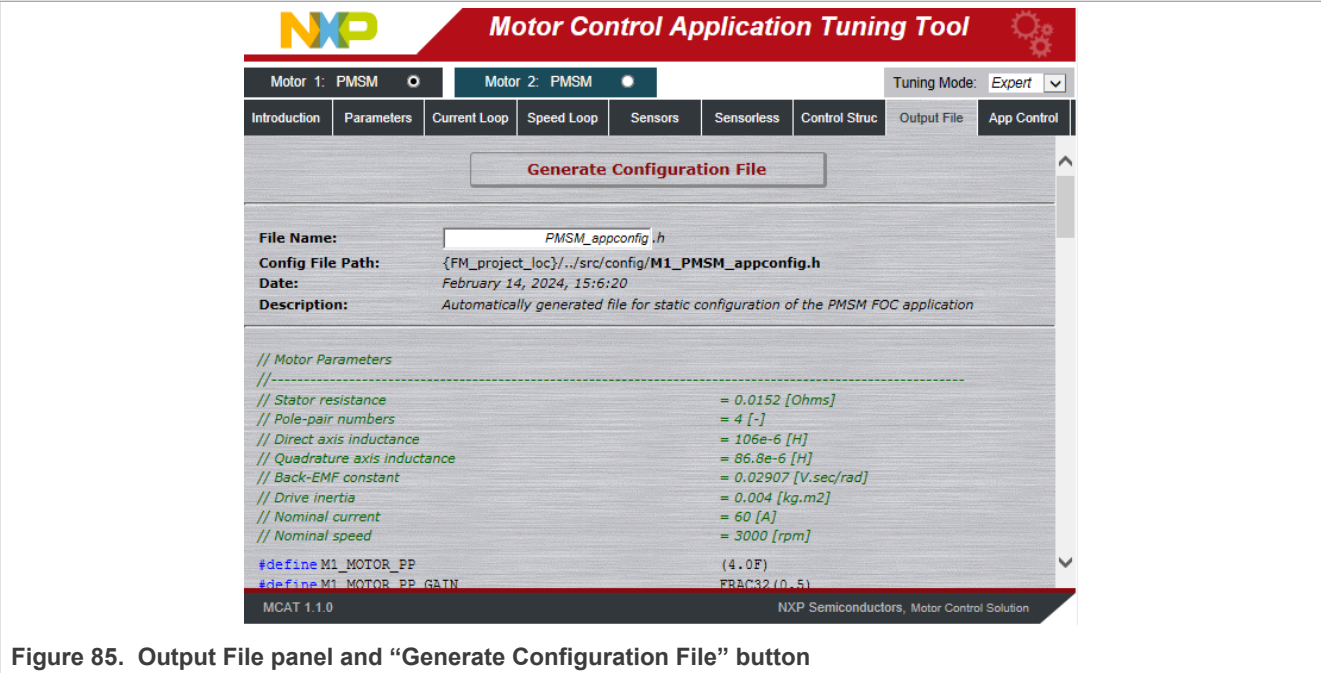 NXP Motor Control Application Tuning Tool
Motor 1: PMSM Motor 2: PMSM Tuning Mode: Expert
Introduction Parameters Current Loop Speed Loop Sensors Sensorless Control Struc Output File App Control
Generate Configuration File
File Name: PMSM_appconfig .h
Config File Path: {FM_project_loc}/../src/config/M1_PMSM_appconfig.h
Date: February 14, 2024, 15:6:20
Description: Automatically generated file for static configuration of the PMSM FOC application
// Motor Parameters
//----------------------------------------------------------------------------------------------------------
// Stator resistance = 0.0152 [Ohms]
// Pole-pair numbers = 4 [-]
// Direct axis inductance = 106e-6 [H]
// Quadrature axis inductance = 86.8e-6 [H]
// Back-EMF constant = 0.02907 [V.sec/rad]
// Drive inertia = 0.004 [kg.m2]
// Nominal current = 60 [A]
// Nominal speed = 3000 [rpm]
#define M1_MOTOR_PP (4.0F)
#define M1_MOTOR_PP_GAIN FRAC32(0.5)
MCAT 1.1.0 NXP Semiconductors, Motor Control Solution
Figure 85. Output File panel and “Generate Configuration File” button